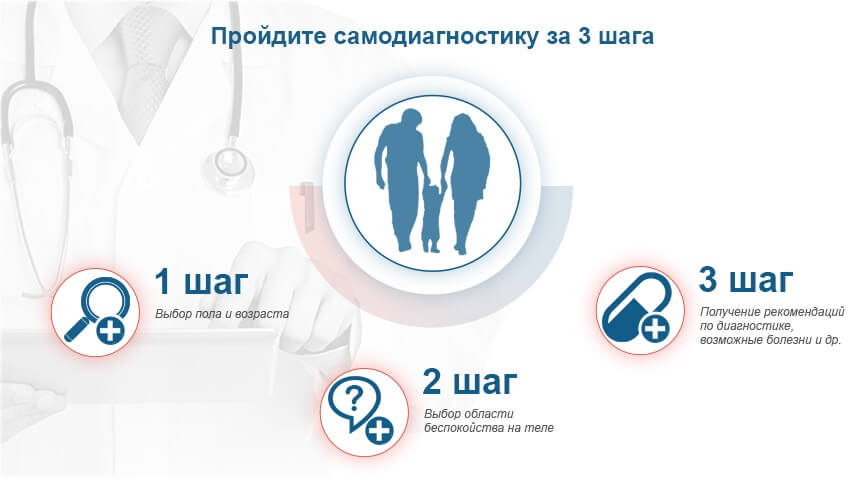 Пройдите самодиагностику за 3 шага
1 шаг
Выбор пола и возраста
2 шаг
Выбор области
беспокойства на теле
3 шаг
Получение рекомендаций
по диагностике,
возможные болезни и др.